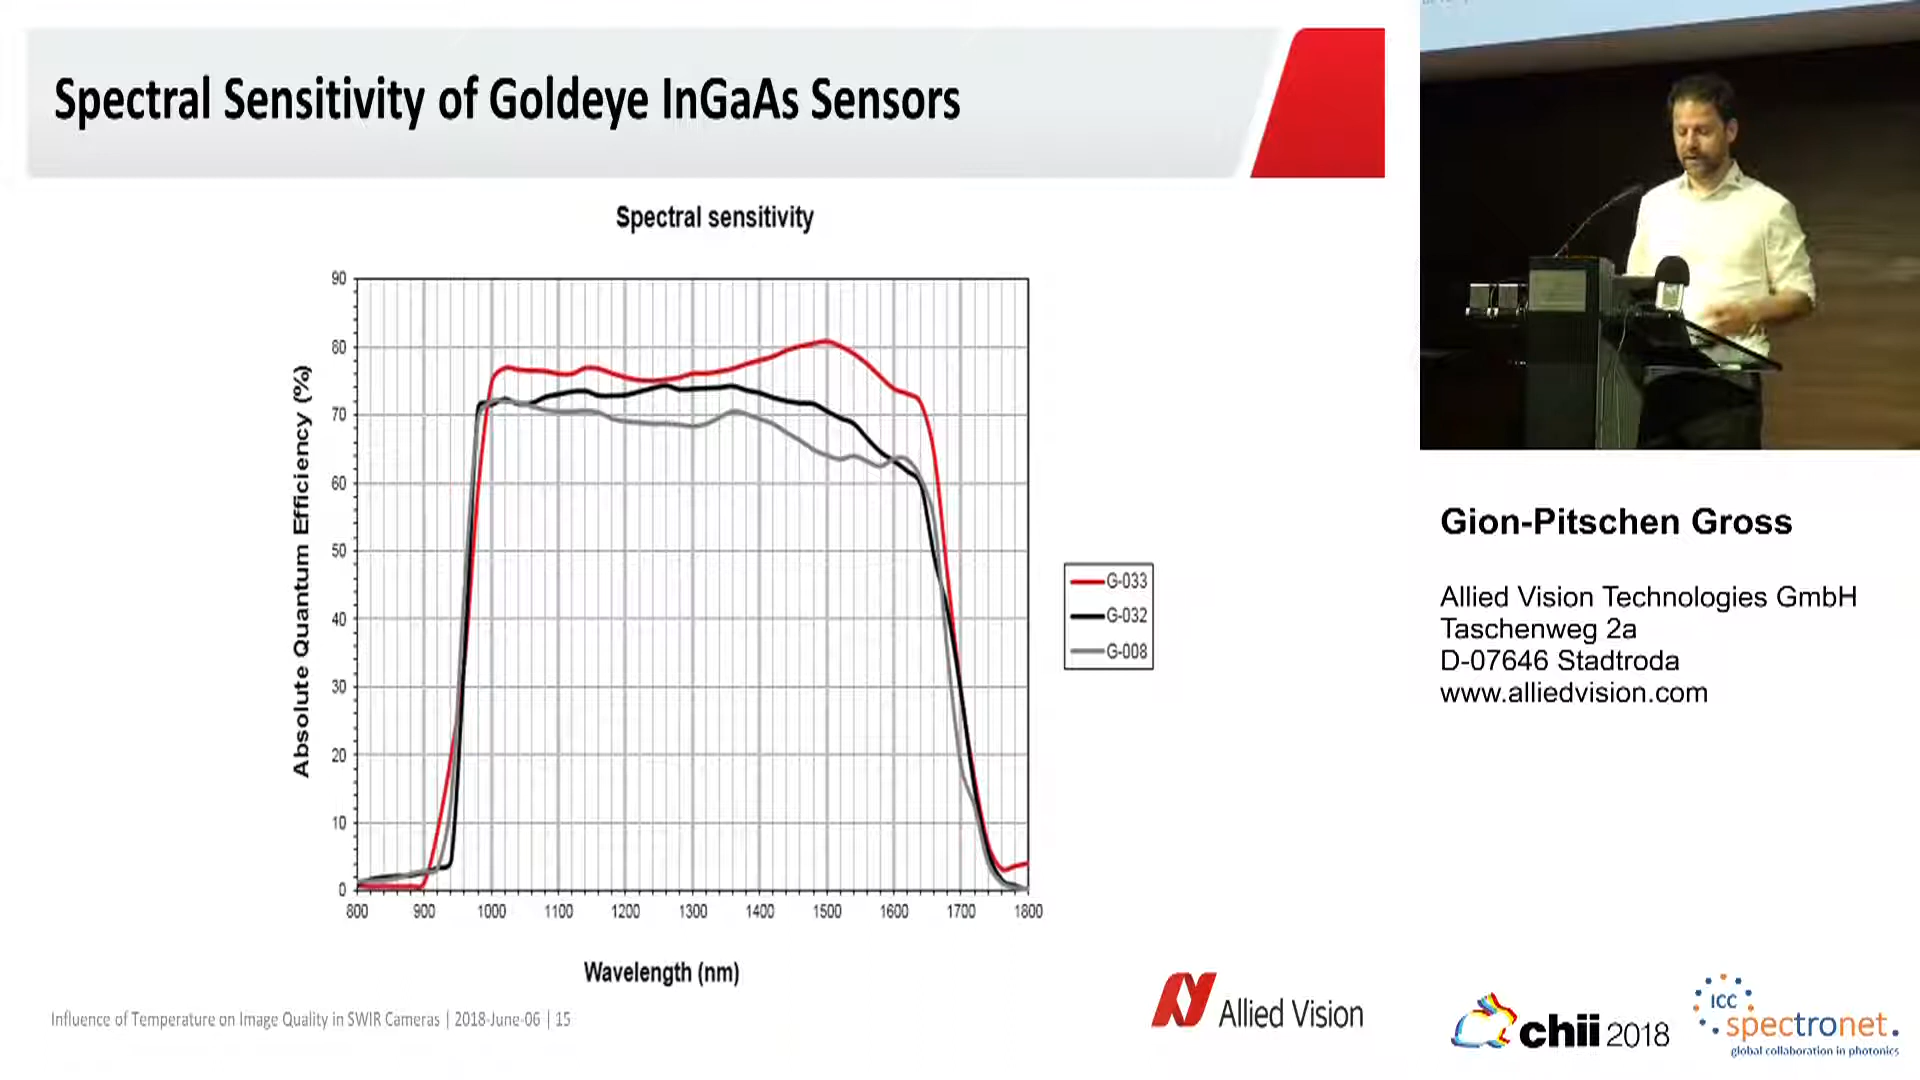 Spectral Sensitivity of Goldeye InGaAs Sensors
Spectral sensitivity
Absolute Quantum Efficiency (%)
90
80
70
60
50
40
30
20
10
0
800 900 1000 1100 1200 1300 1400 1500 1600 1700 1800
Wavelength (nm)
G-033
G-032
G-008
Influence of Temperature on Image Quality in SWIR Cameras | 2018-June-06 | 15
Allied Vision
Gion-Pitschen Gross
Allied Vision Technologies GmbH
Taschenweg 2a
D-07646 Stadtroda
www.alliedvision.com
chii 2018
ICC
spectronet.
global collaboration in photonics